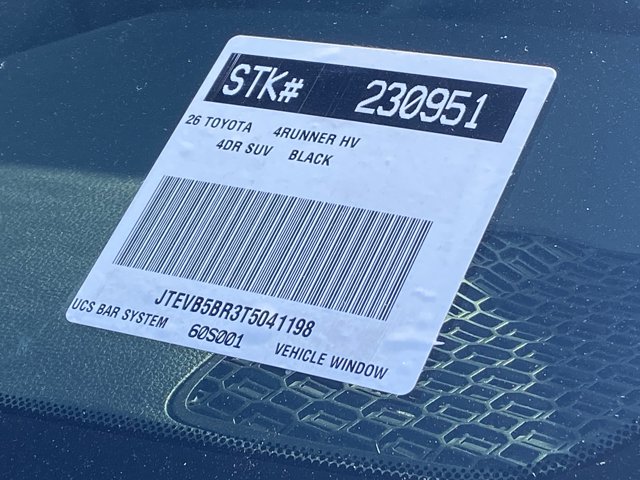 STK# 230951
26 TOYOTA 4RUNNER HV
4DR SUV BLACK
JTEVB5BR3T5041198
UCS BAR SYSTEM 60S001 VEHICLE WINDOW